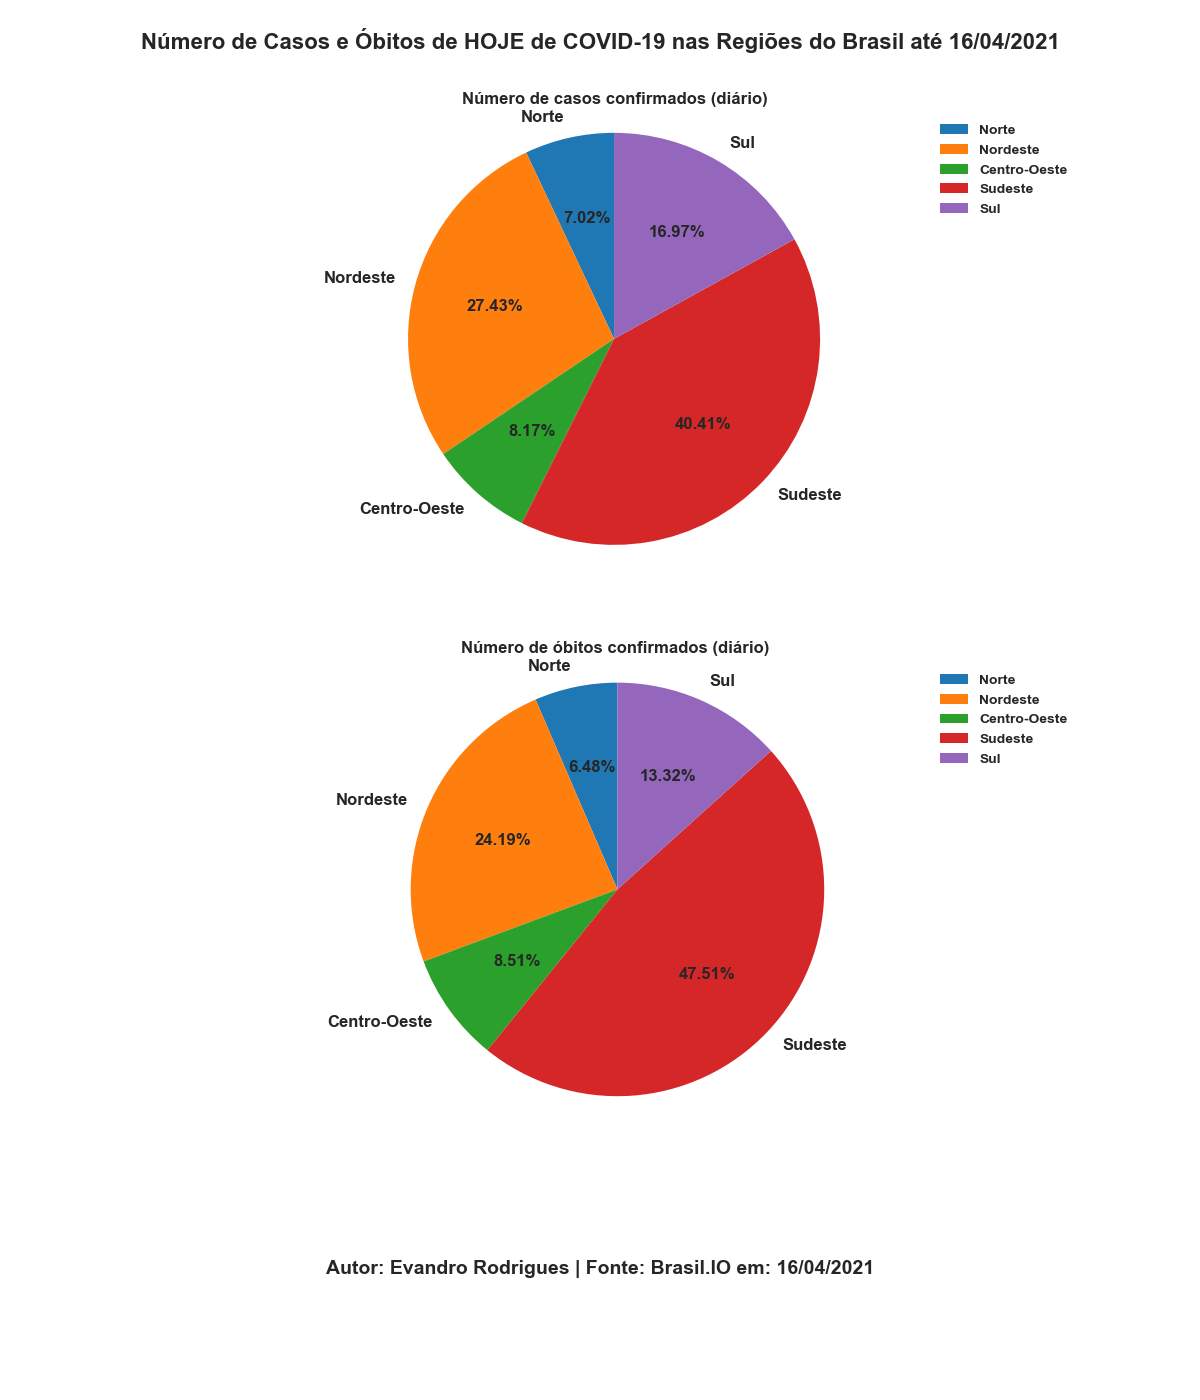 Número de Casos e Óbitos de HOJE de COVID-19 nas Regiões do Brasil até 16/04/2021
Número de casos confirmados (diário)
Norte
Sul
Nordeste
Centro-Oeste
Sudeste
7.02%
16.97%
27.43%
8.17%
40.41%
Norte
Nordeste
Centro-Oeste
Sudeste
Sul
Número de óbitos confirmados (diário)
Norte
Sul
Nordeste
Centro-Oeste
Sudeste
6.48%
13.32%
24.19%
8.51%
47.51%
Norte
Nordeste
Centro-Oeste
Sudeste
Sul
Autor: Evandro Rodrigues | Fonte: Brasil.IO em: 16/04/2021